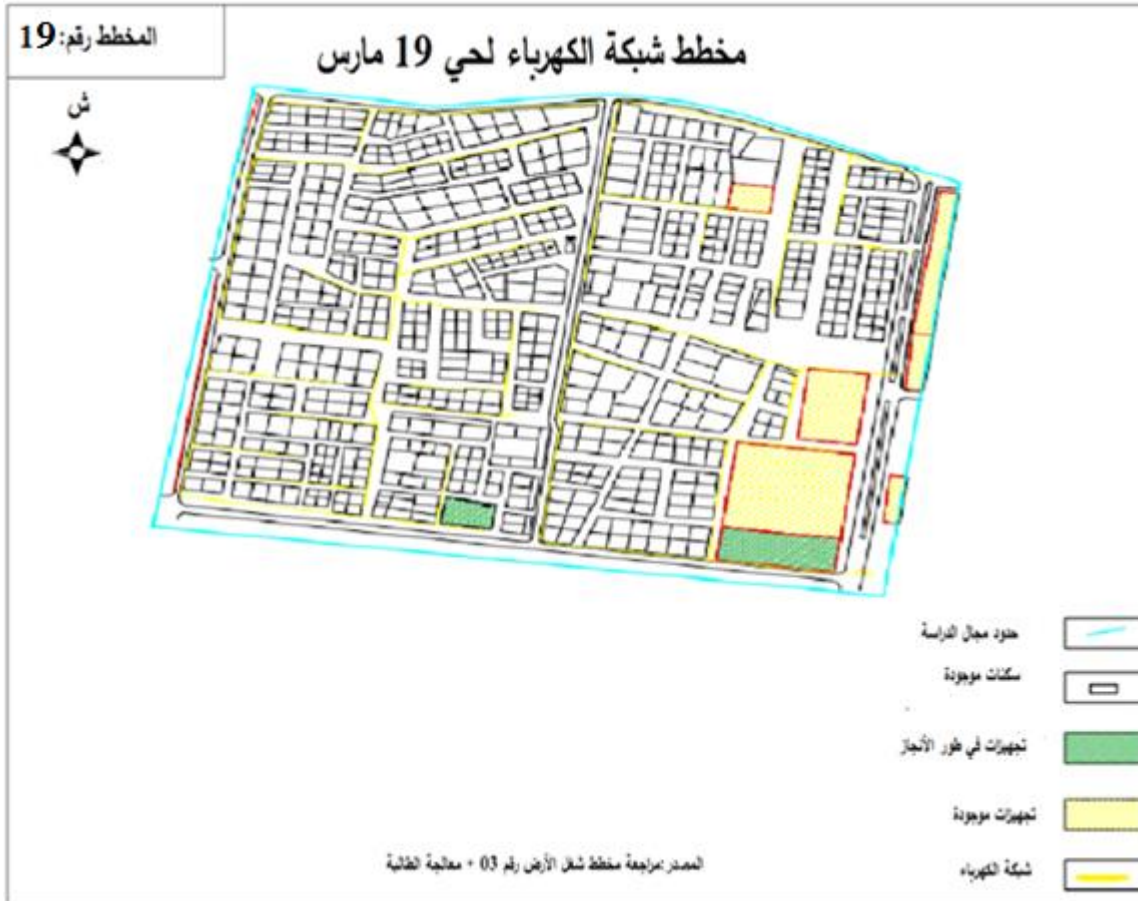 المخطط رقم:19
مخطط شبكة الكهرباء لحي 19 مارس
ش
حدود مجال الدراسة
سكنات موجودة
تجهيزات في طور الأنجاز
تجهيزات موجودة
شبكة الكهرباء
المصدر:مراجعة مخطط شغل الأرض رقم 03 + معالجة الطالبة